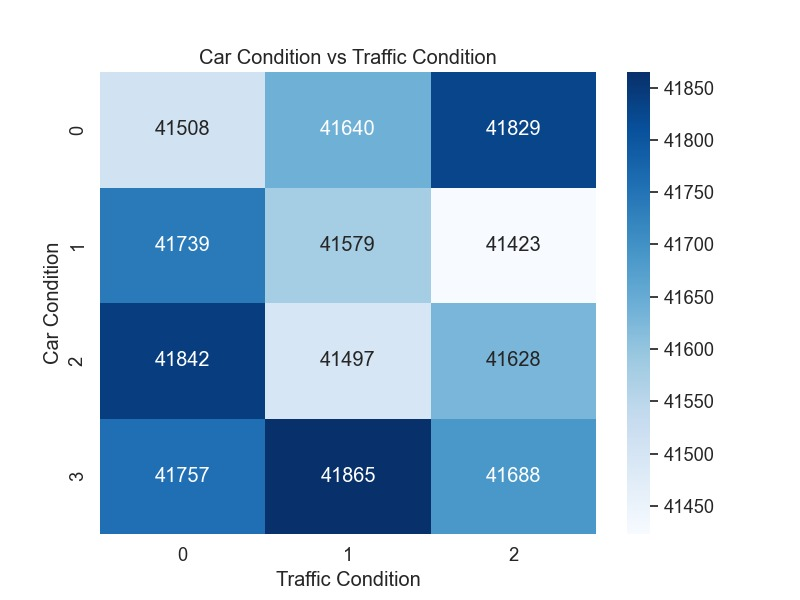 Car Condition vs Traffic Condition
0 41508 41640 41829
1 41739 41579 41423
2 41842 41497 41628
3 41757 41865 41688
Car Condition
0 1 2
Traffic Condition
41850
41800
41750
41700
41650
41600
41550
41500
41450